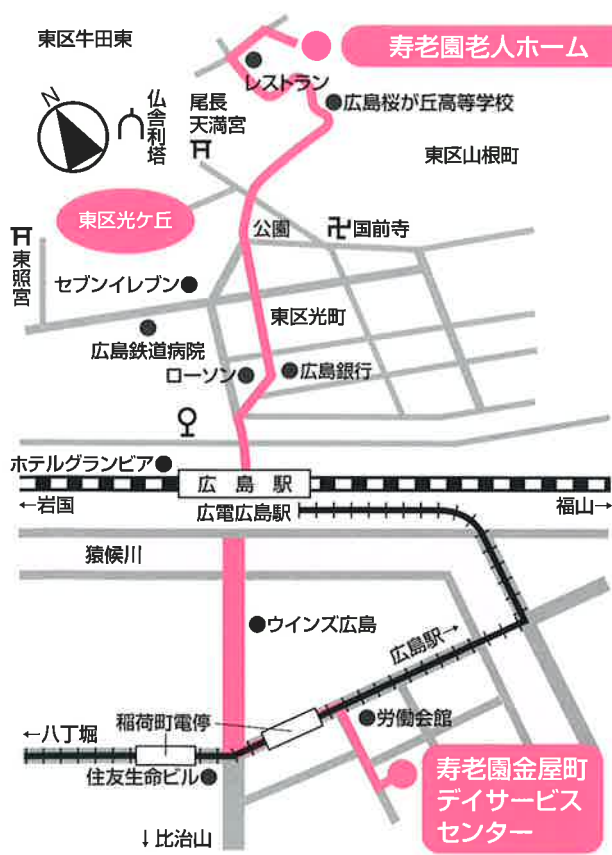 東区牛田東
寿老園老人ホーム
レストラン
N
仏舎利塔
尾長
天満宮
広島桜が丘高等学校
東区山根町
東区光ケ丘
公園
卍国前寺
東照宮
セブンイレブン
東区光町
広島鉄道病院
ローソン
広島銀行
ホテルグランビア
広島駅
←岩国
広電広島駅
福山→
猿候川
ウインズ広島
広島駅→
稲荷町電停
労働会館
←八丁堀
住友生命ビル
寿老園金屋町
デイサービス
センター
↓比治山